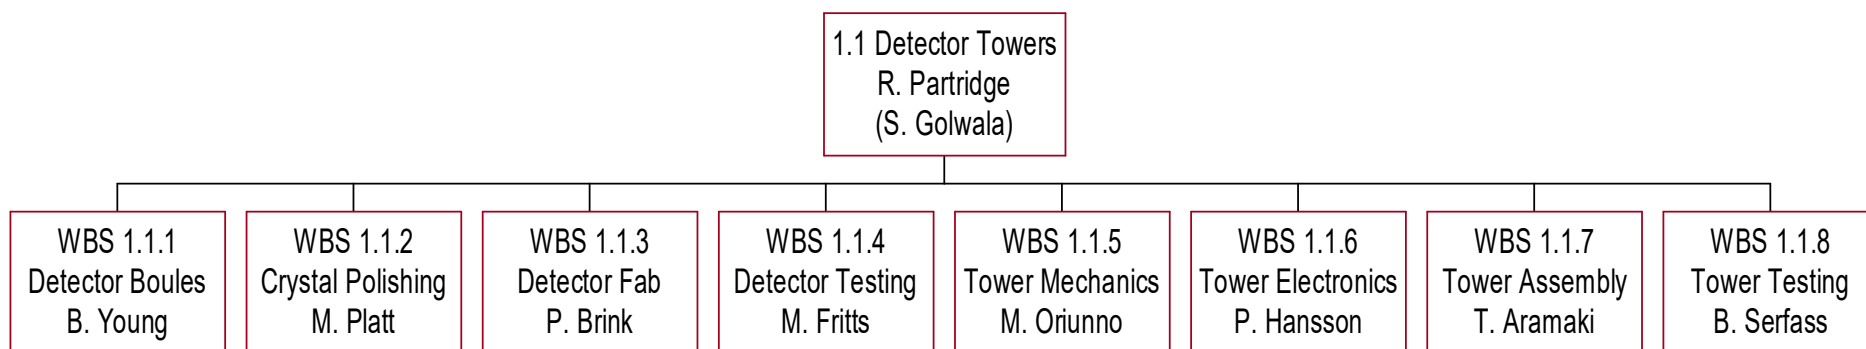 1.1 Detector Towers
R. Partridge
(S. Golwala)
WBS 1.1.1
Detector Boules
B. Young
WBS 1.1.2
Crystal Polishing
M. Platt
WBS 1.1.3
Detector Fab
P. Brink
WBS 1.1.4
Detector Testing
M. Fritts
WBS 1.1.5
Tower Mechanics
M. Oriunno
WBS 1.1.6
Tower Electronics
P. Hansson
WBS 1.1.7
Tower Assembly
T. Aramaki
WBS 1.1.8
Tower Testing
B. Serfass